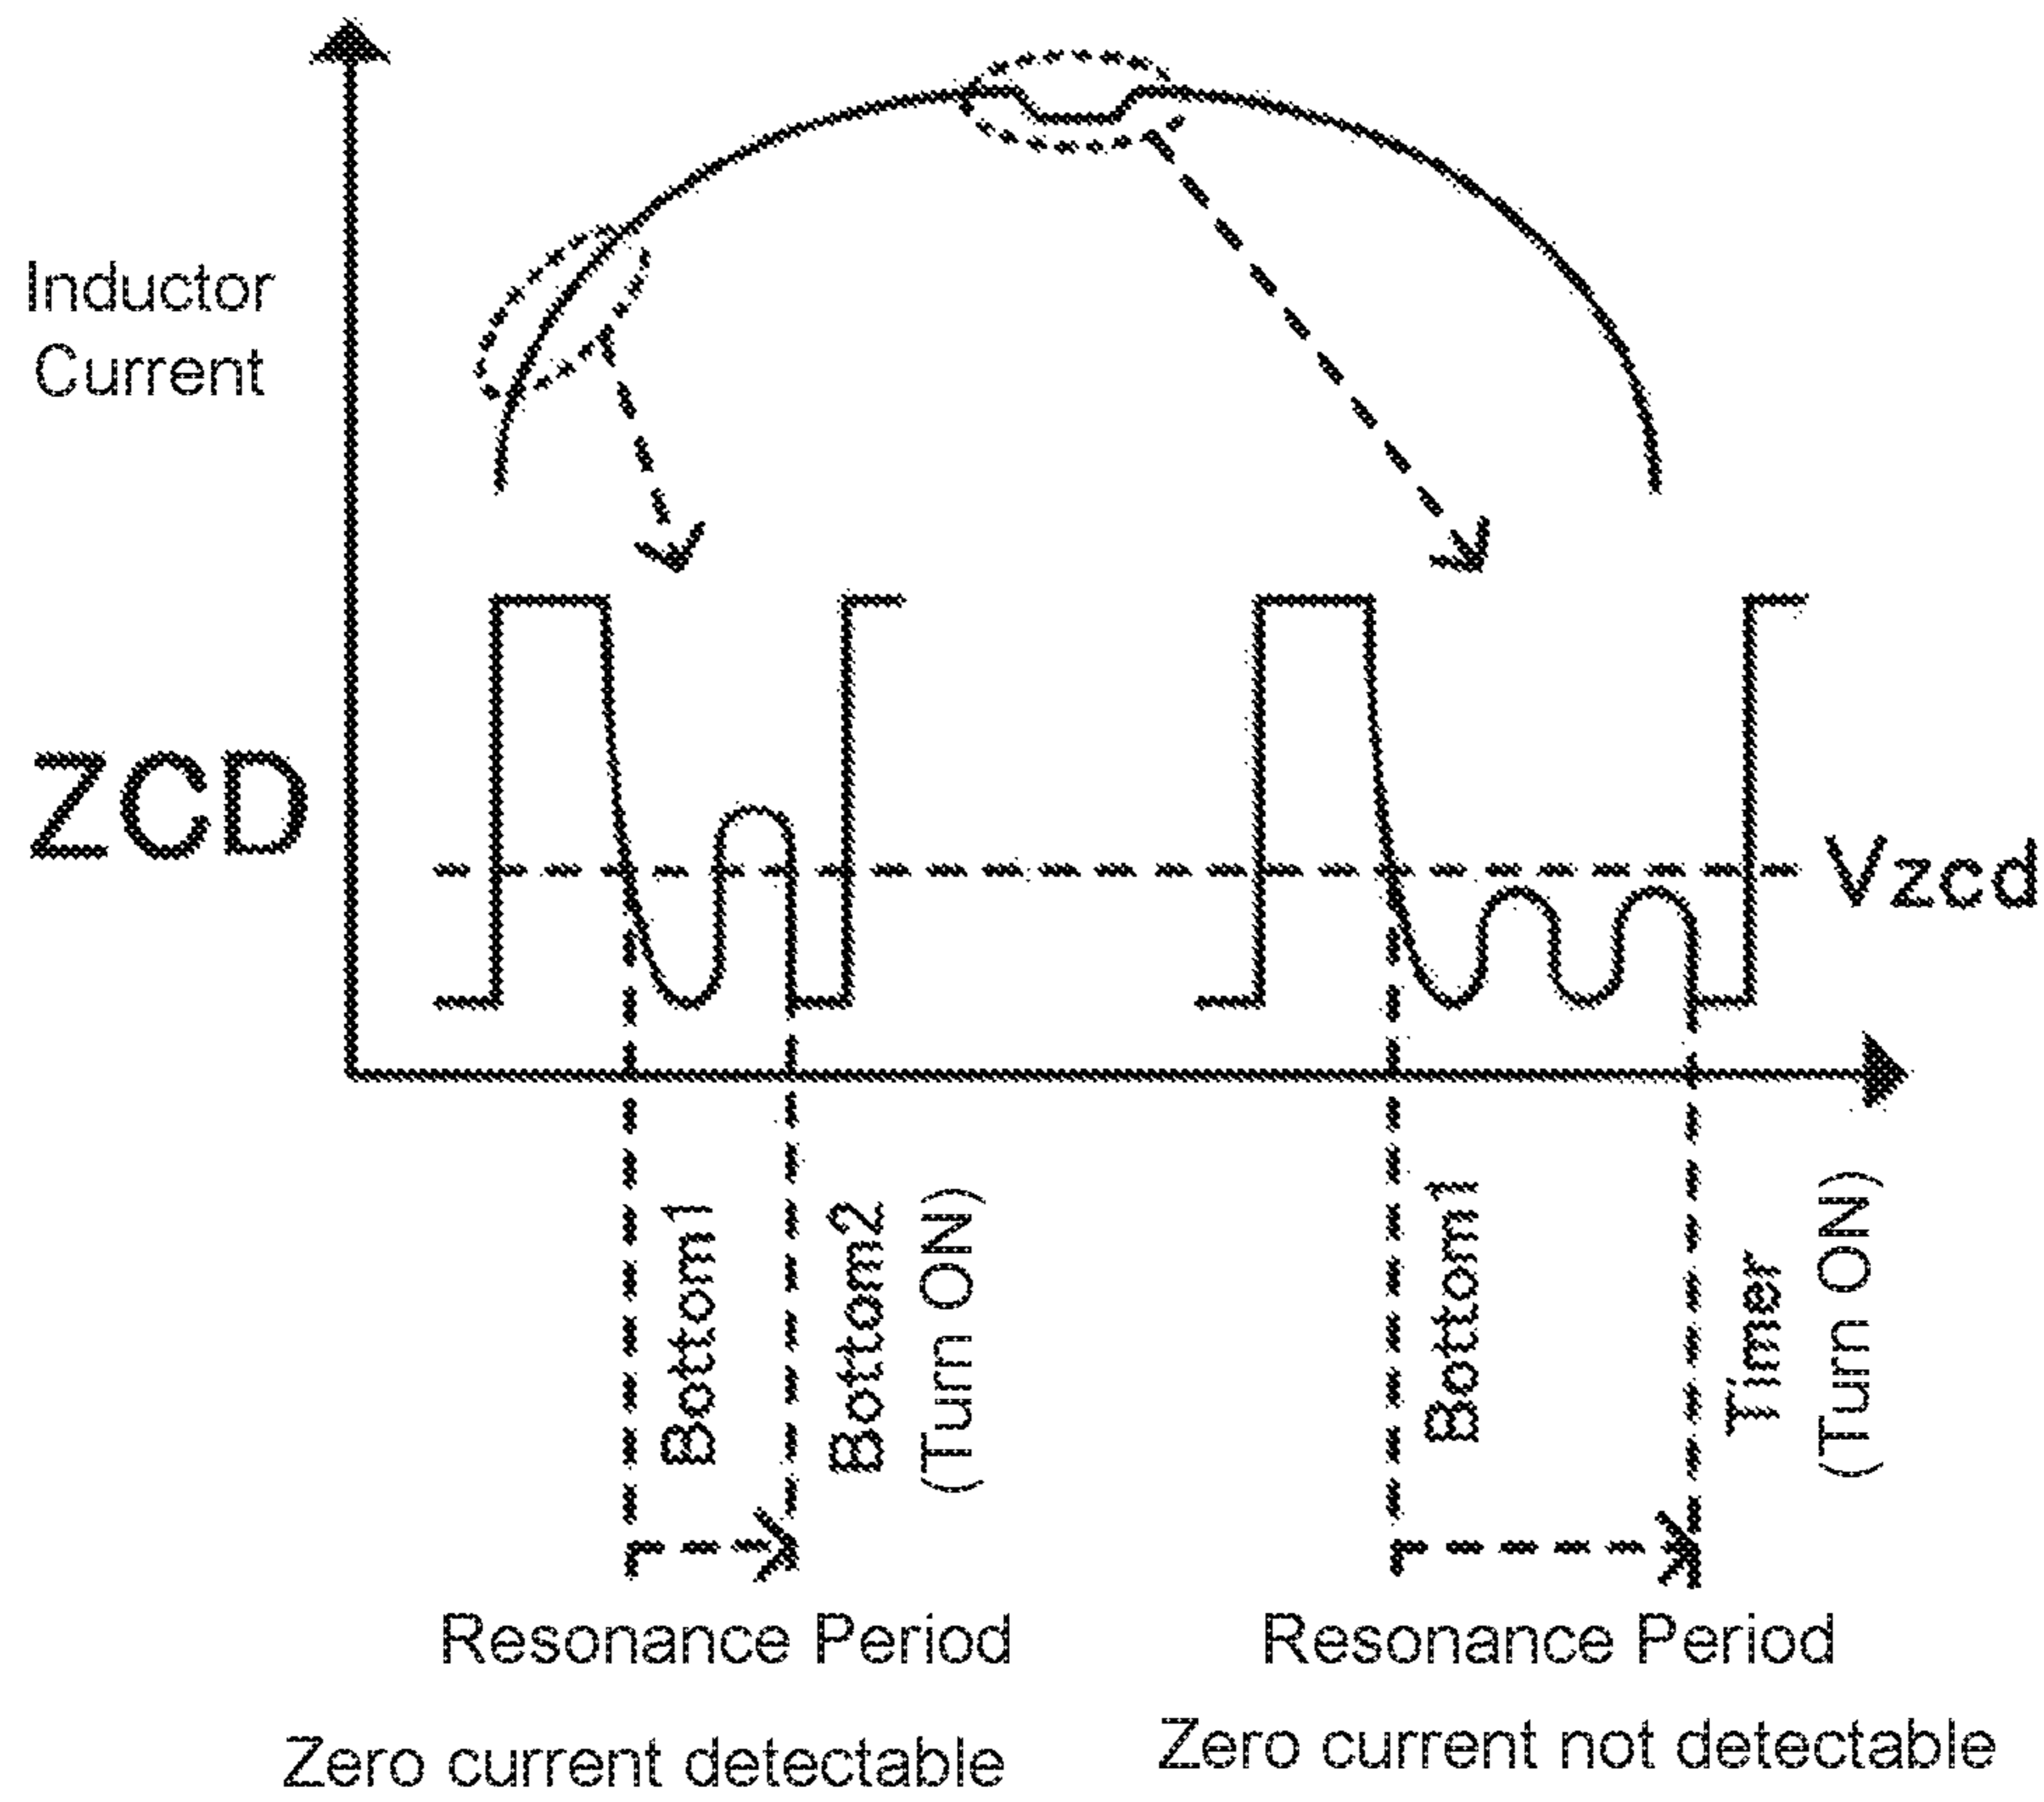 Inductor
Current
ZCD
Vzcd
Bottom1
Bottom2
(Turn ON)
Bottom1
Timer
(Turn ON)
Resonance Period
Resonance Period
Zero current detectable
Zero current not detectable